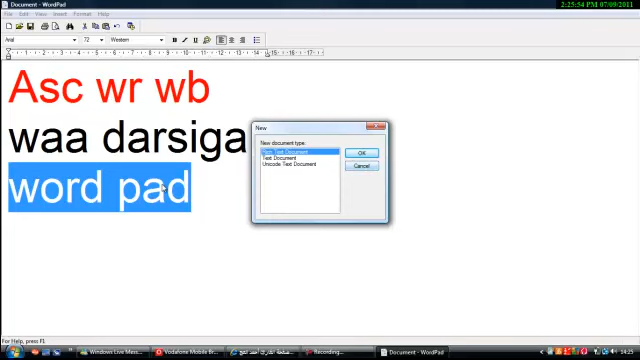 Document - WordPad
2:25:54 PM 07/09/2011
File Edit View Insert Format Help
Arial 72 Western
Asc wr wb
waa darsiga
word pad
New
New document type:
Rich Text Document
Text Document
Unicode Text Document
OK
Cancel
For Help, press F1
Windows Live Mess...
Vodafone Mobile Br...
Recording...
Document - WordPad
14:25